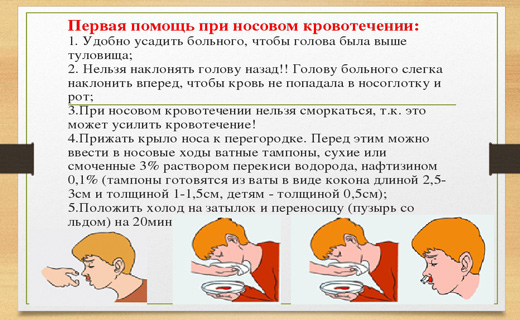 Первая помощь при носовом кровотечении:
1. Удобно усадить больного, чтобы голова была выше
туловища;
2. Нельзя наклонять голову назад!! Голову больного слегка
наклонить вперед, чтобы кровь не попадала в носоглотку и
рот;
3.При носовом кровотечении нельзя сморкаться, т.к. это
может усилить кровотечение!
4.Прижать крыло носа к перегородке. Перед этим можно
ввести в носовые ходы ватные тампоны, сухие или
смоченные 3% раствором перекиси водорода, нафтизином
0,1% (тампоны готовятся из ваты в виде кокона длиной 2,5-
3см и толщиной 1-1,5см, детям - толщиной 0,5см);
5.Положить холод на затылок и переносицу (пузырь со
льдом) на 20мин